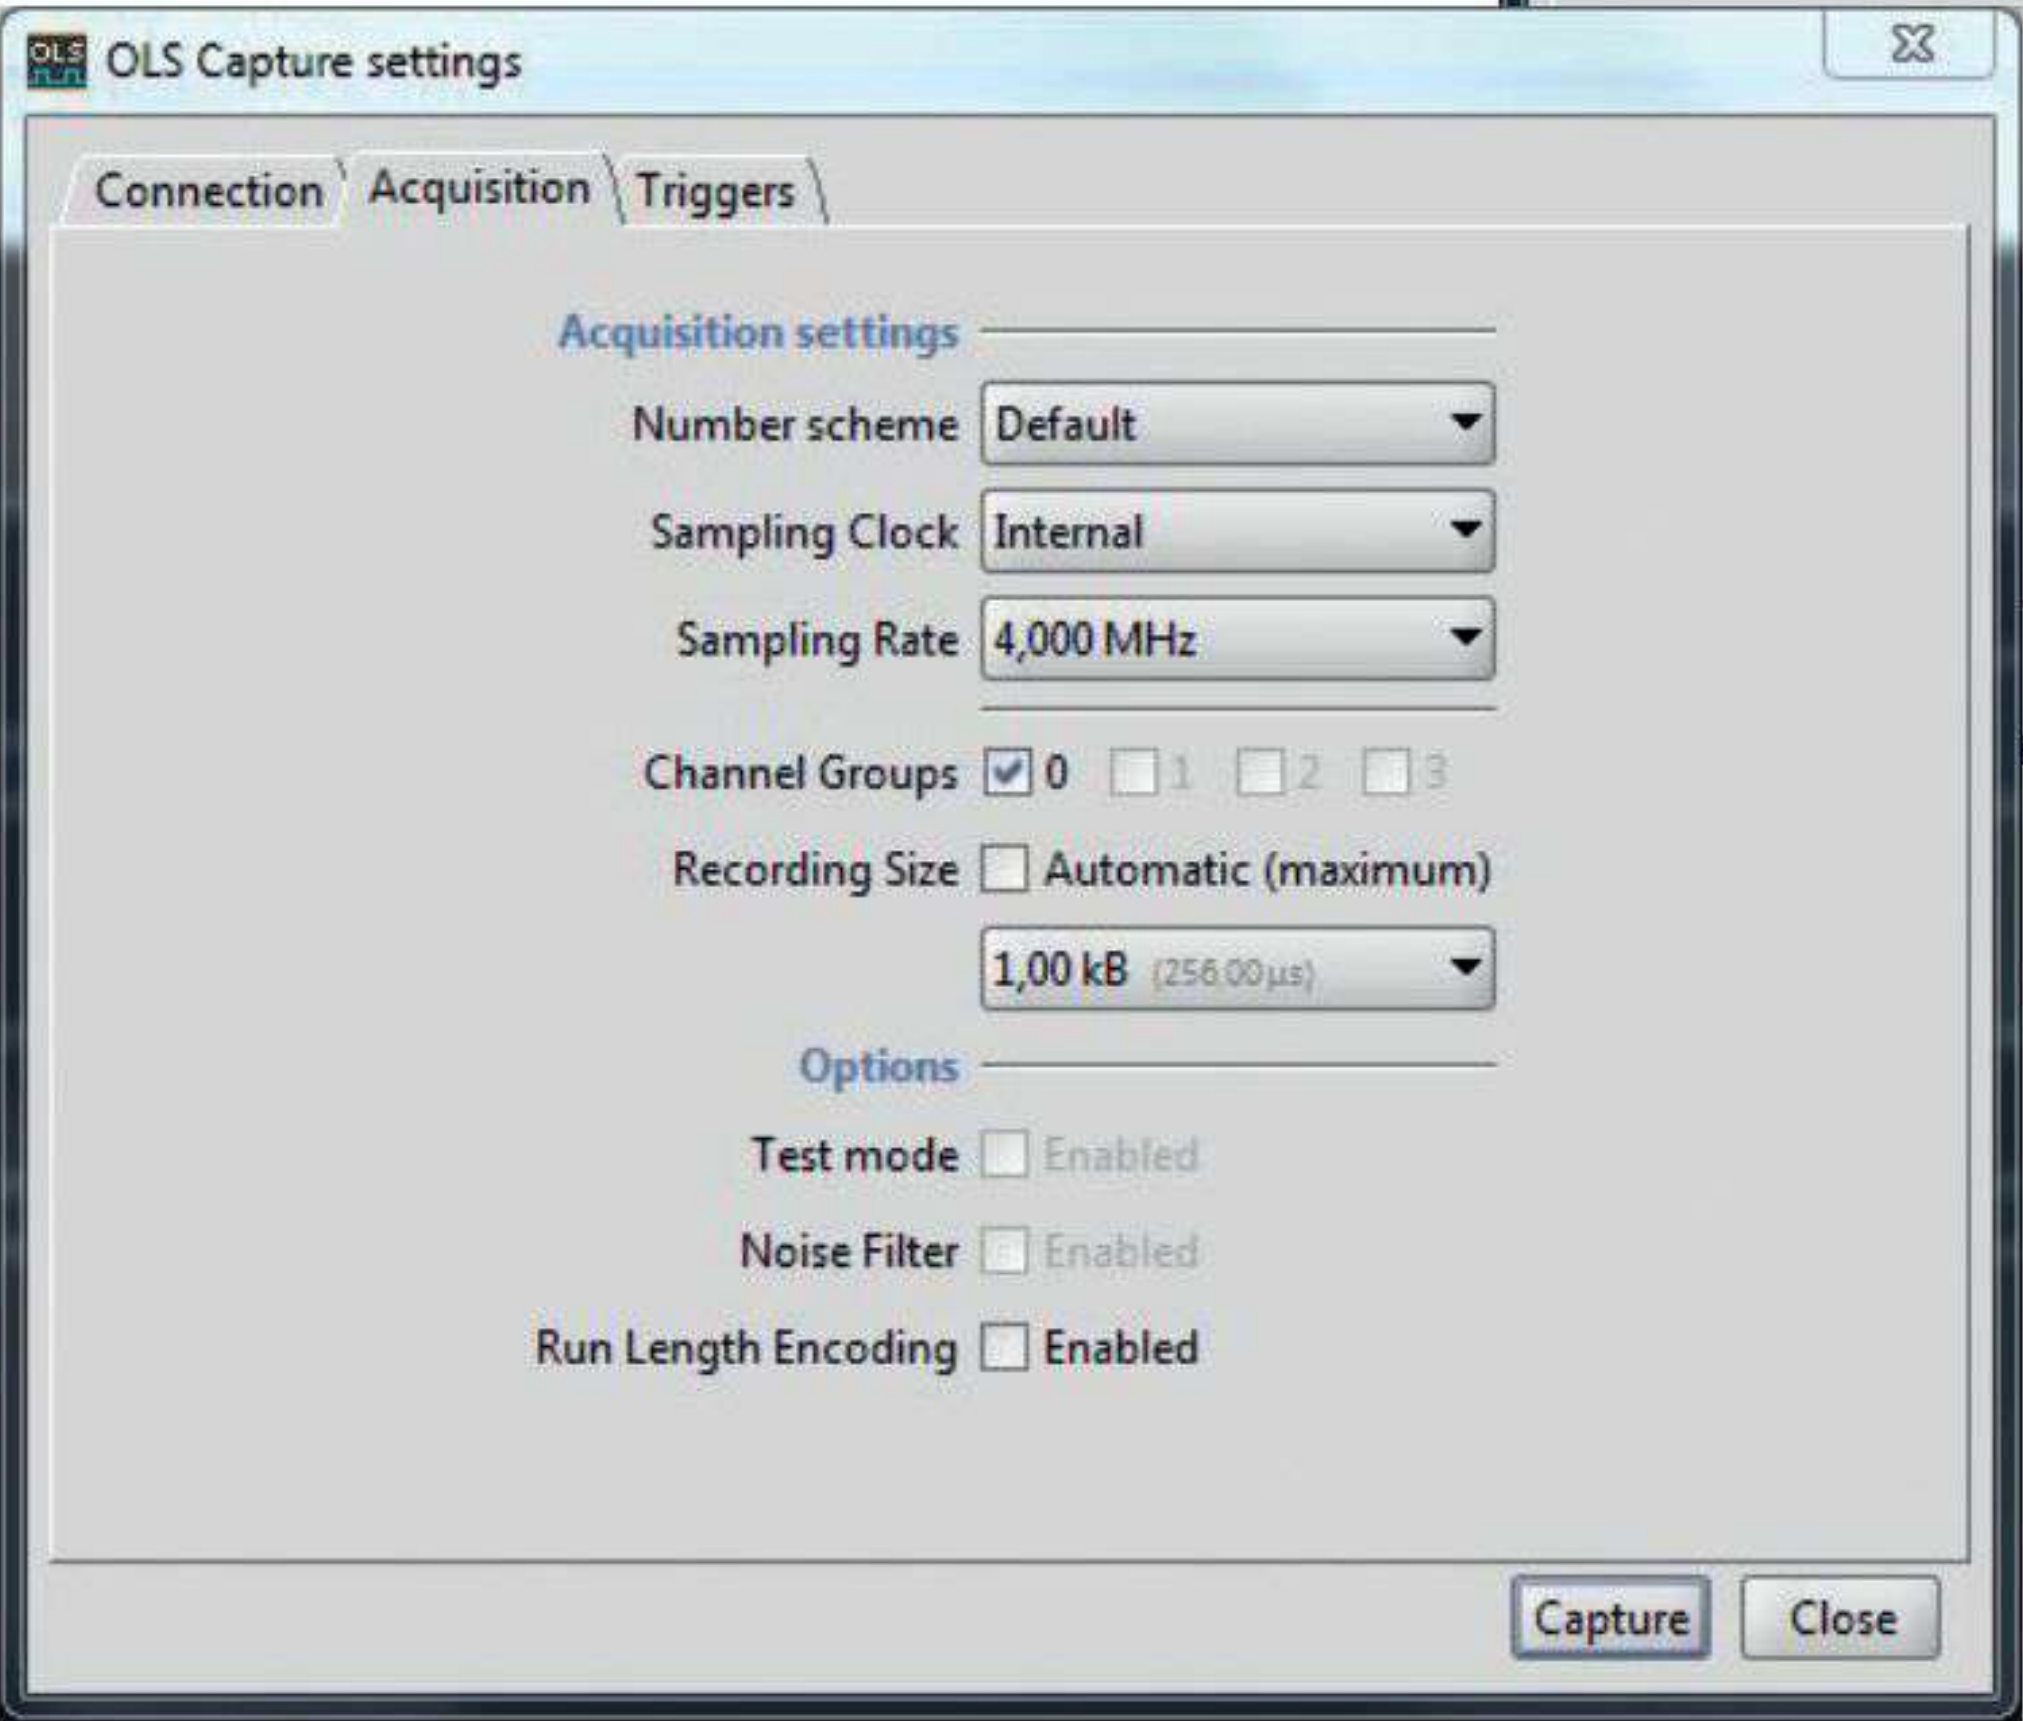 OLS
OLS Capture settings
Connection Acquisition Triggers
Acquisition settings
Number scheme Default
Sampling Clock Internal
Sampling Rate 4,000 MHz
Channel Groups 0 1 2 3
Recording Size Automatic (maximum)
1,00 kB (256.00µs)
Options
Test mode Enabled
Noise Filter Enabled
Run Length Encoding Enabled
Capture Close